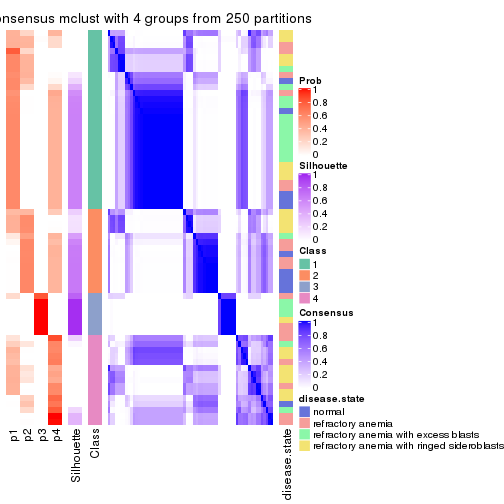 onsensus mclust with 4 groups from 250 partitions
Prob
1
0.8
0.6
0.4
0.2
0
Silhouette
1
0.8
0.6
0.4
0.2
0
Class
1
2
3
4
Consensus
1
0.8
0.6
0.4
0.2
0
disease.state
normal
refractory anemia
refractory anemia with excess blasts
refractory anemia with ringed sideroblasts
p1
p2
p3
p4
Silhouette
Class
disease.state